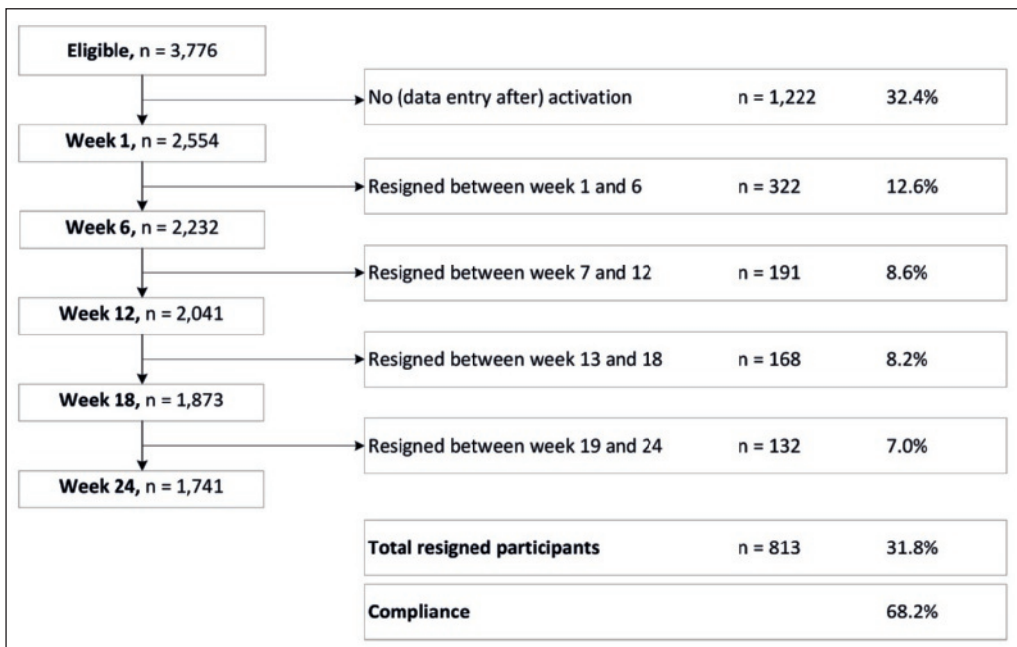 Eligible, n = 3,776
No (data entry after) activation n = 1,222 32.4%
Week 1, n = 2,554
Resigned between week 1 and 6 n = 322 12.6%
Week 6, n = 2,232
Resigned between week 7 and 12 n = 191 8.6%
Week 12, n = 2,041
Resigned between week 13 and 18 n = 168 8.2%
Week 18, n = 1,873
Resigned between week 19 and 24 n = 132 7.0%
Week 24, n = 1,741
Total resigned participants n = 813 31.8%
Compliance 68.2%